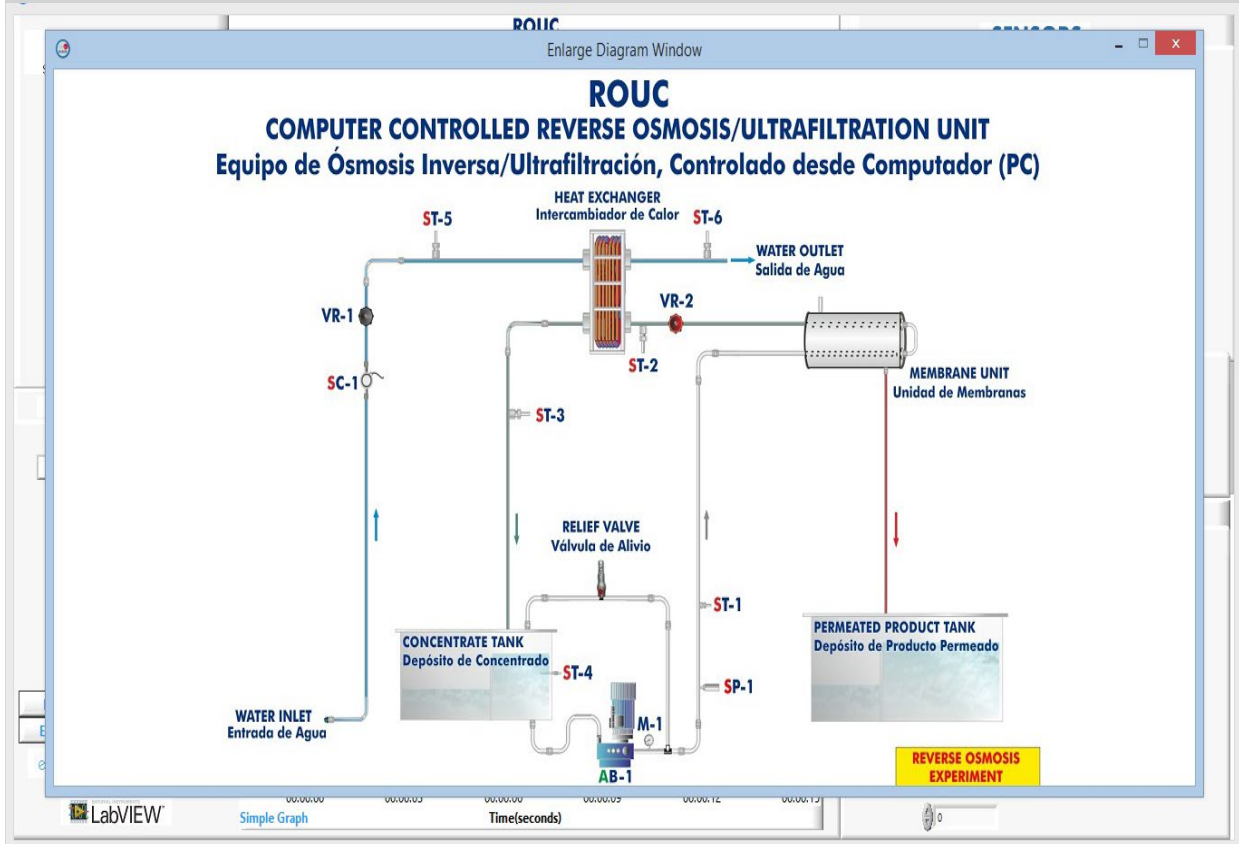 ROUC
Enlarge Diagram Window
ROUC
COMPUTER CONTROLLED REVERSE OSMOSIS/ULTRAFILTRATION UNIT
Equipo de Ósmosis Inversa/Ultrafiltración, Controlado desde Computador (PC)
HEAT EXCHANGER
Intercambiador de Calor
ST-5
ST-6
WATER OUTLET
Salida de Agua
VR-1
VR-2
SC-1
ST-2
MEMBRANE UNIT
Unidad de Membranas
ST-3
RELIEF VALVE
Válvula de Alivio
ST-1
CONCENTRATE TANK
Depósito de Concentrado
PERMEATED PRODUCT TANK
Depósito de Producto Permeado
ST-4
SP-1
WATER INLET
Entrada de Agua
M-1
AB-1
REVERSE OSMOSIS
EXPERIMENT
LabVIEW
Simple Graph
Time(seconds)
0